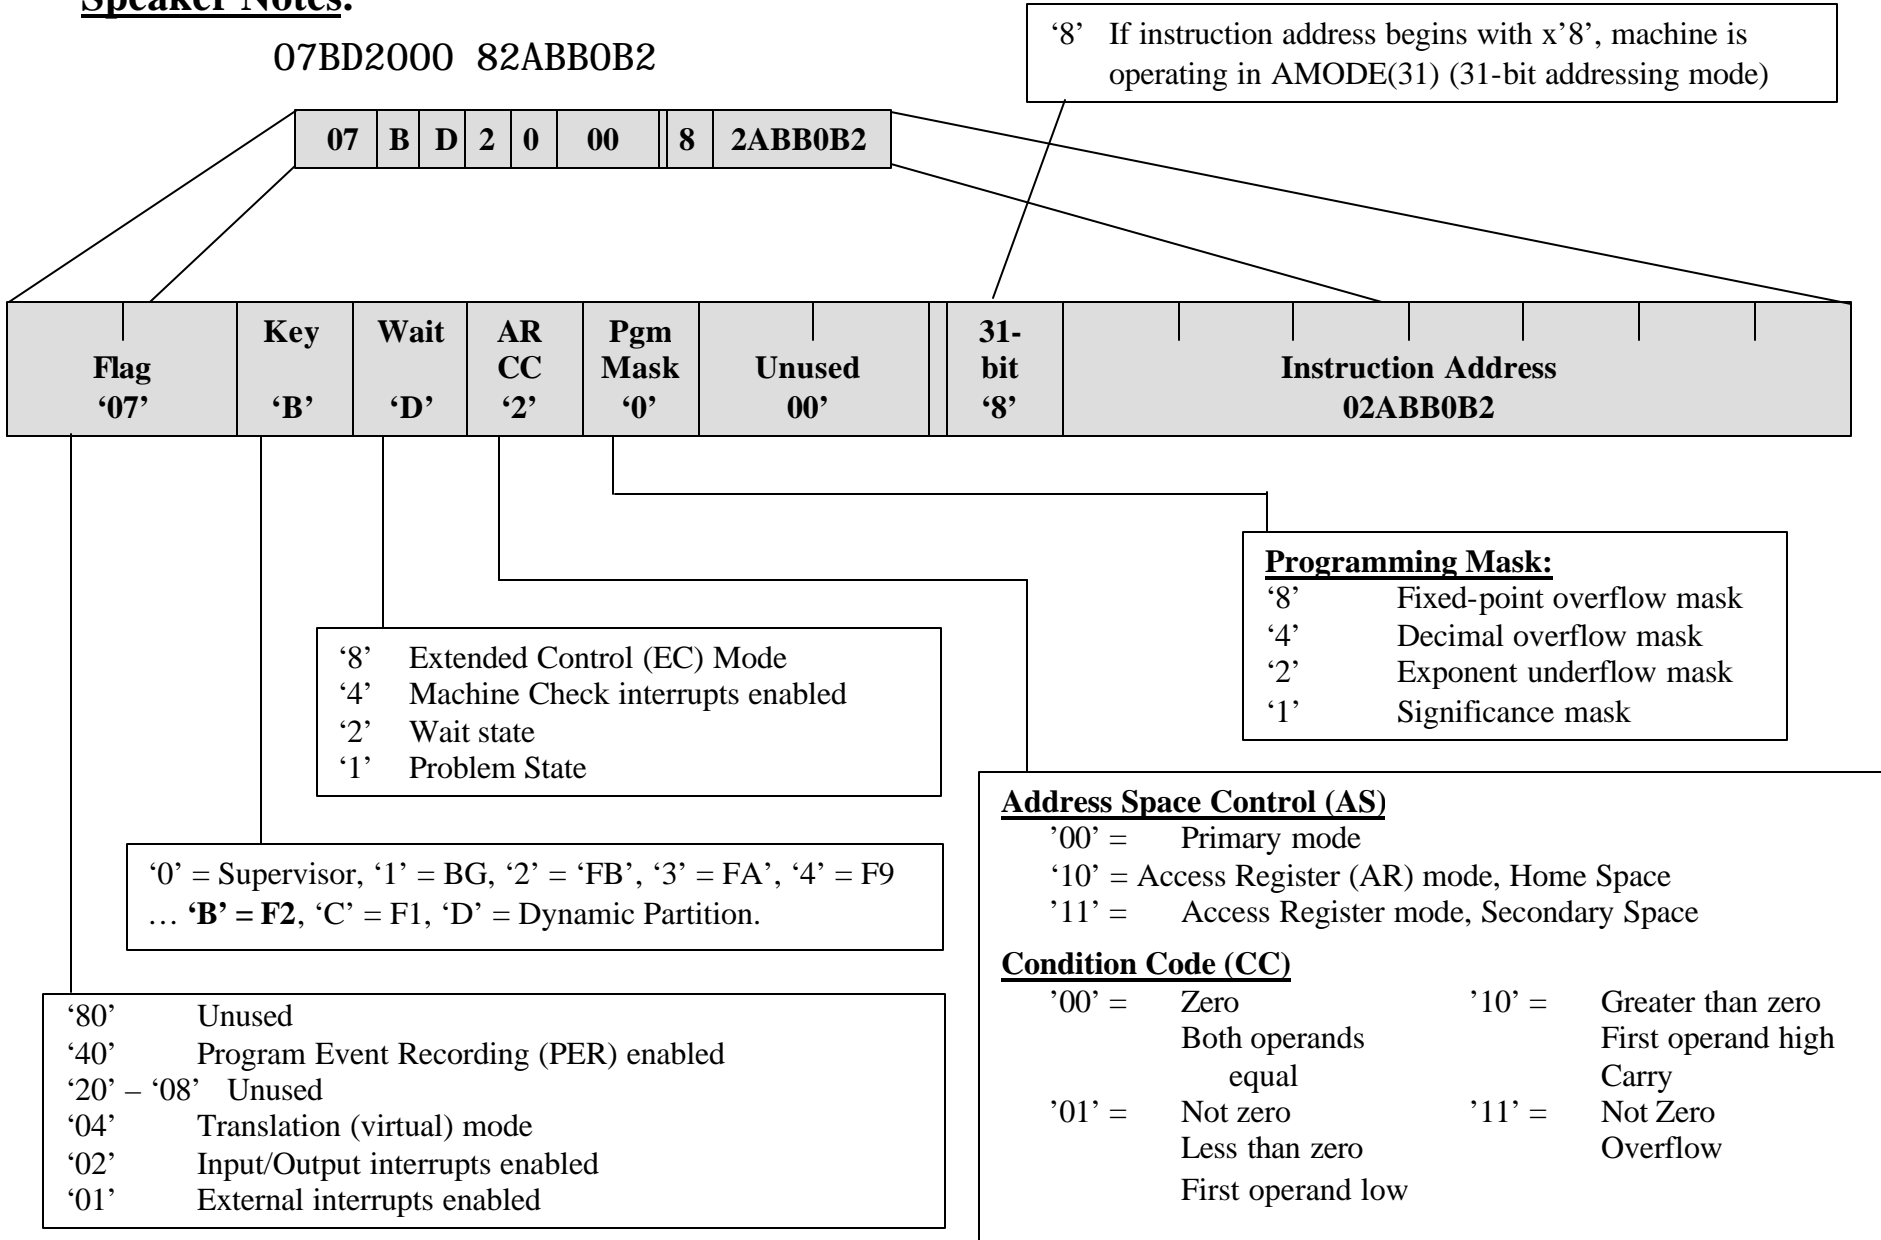 Speaker Notes:
07BD2000 82ABB0B2
‘8’ If instruction address begins with x’8’, machine is
operating in AMODE(31) (31-bit addressing mode)
07 B D 2 0 00 8 2ABB0B2
Flag
‘07’
Key
‘B’
Wait
‘D’
AR
CC
‘2’
Pgm
Mask
‘0’
Unused
00’
31-
bit
‘8’
Instruction Address
02ABB0B2
Programming Mask:
‘8’ Fixed-point overflow mask
‘4’ Decimal overflow mask
‘2’ Exponent underflow mask
‘1’ Significance mask
‘8’ Extended Control (EC) Mode
‘4’ Machine Check interrupts enabled
‘2’ Wait state
‘1’ Problem State
‘0’ = Supervisor, ‘1’ = BG, ‘2’ = ‘FB’, ‘3’ = FA’, ‘4’ = F9
… ‘B’ = F2, ‘C’ = F1, ‘D’ = Dynamic Partition.
‘80’ Unused
‘40’ Program Event Recording (PER) enabled
‘20’ – ‘08’ Unused
‘04’ Translation (virtual) mode
‘02’ Input/Output interrupts enabled
‘01’ External interrupts enabled
Address Space Control (AS)
’00’ = Primary mode
‘10’ = Access Register (AR) mode, Home Space
’11’ = Access Register mode, Secondary Space
Condition Code (CC)
’00’ = Zero
Both operands
equal
’01’ = Not zero
Less than zero
First operand low
’10’ = Greater than zero
First operand high
Carry
’11’ = Not Zero
Overflow